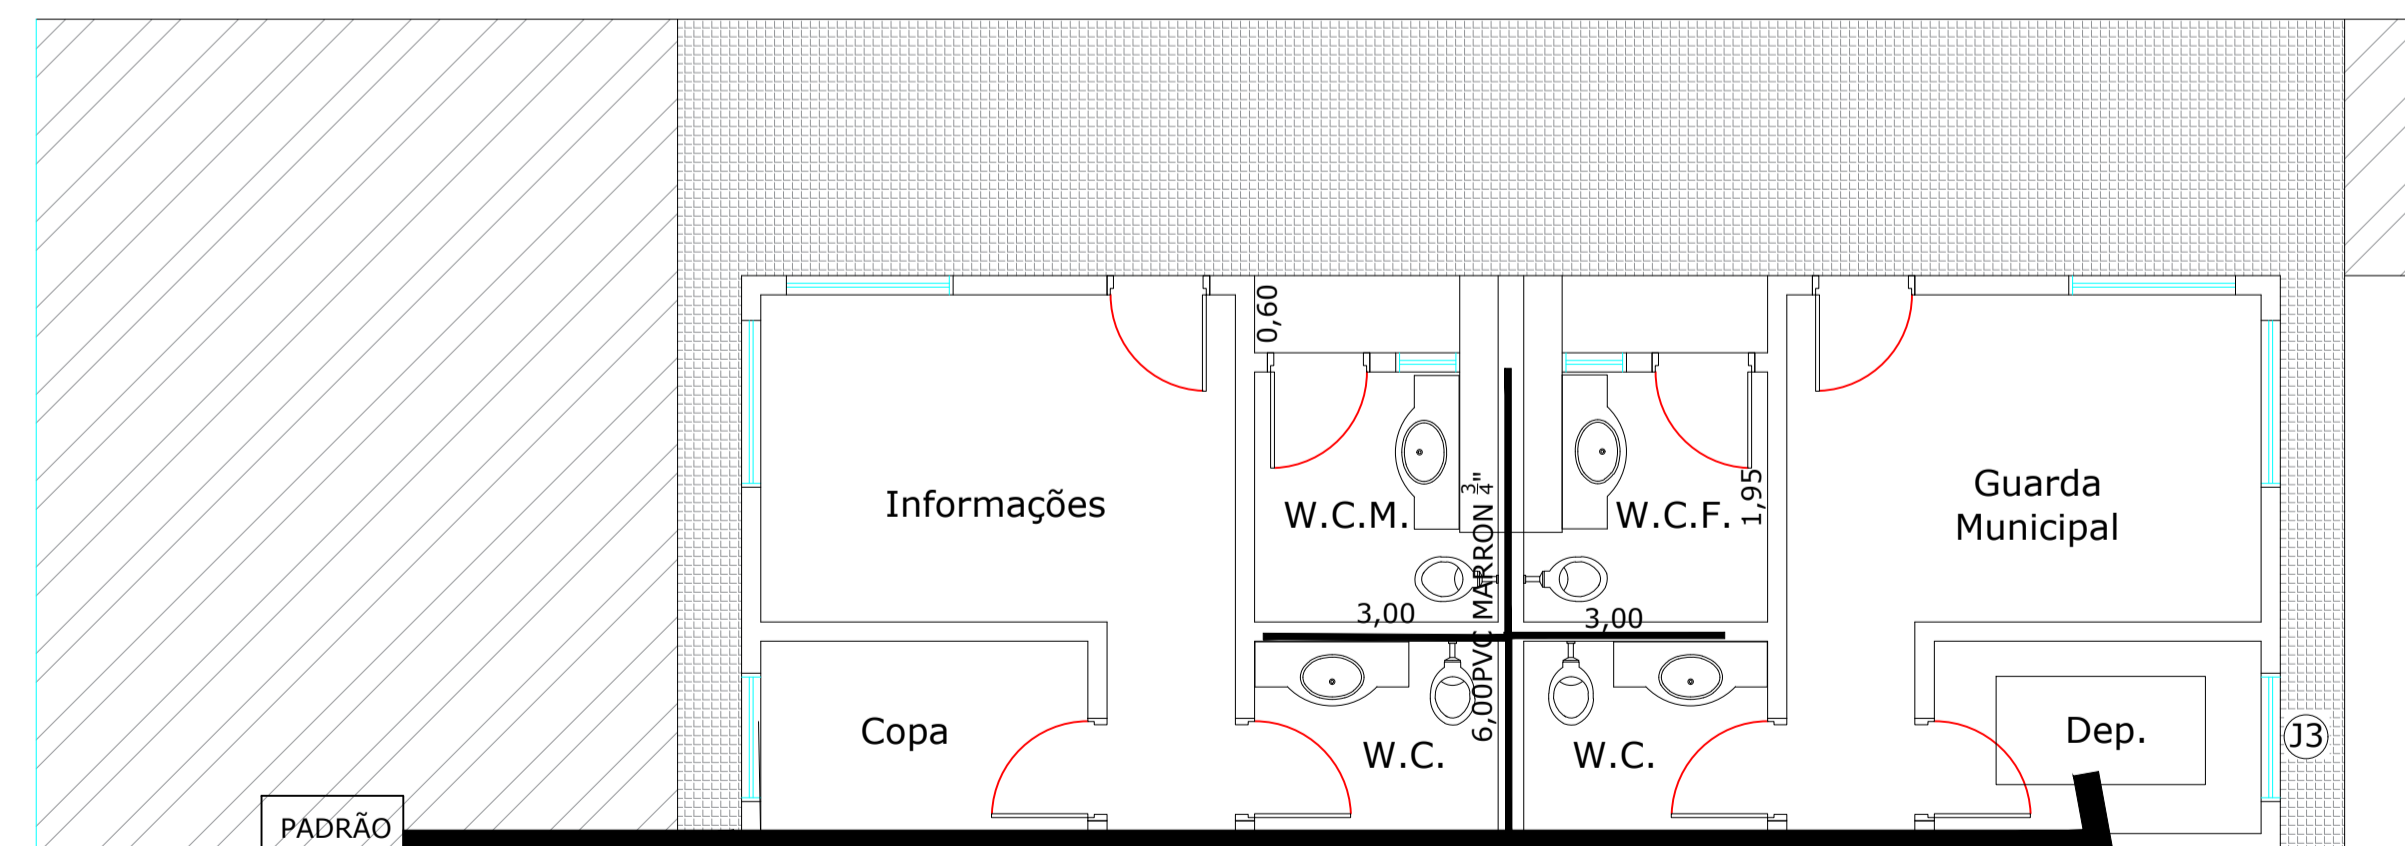 0,60
Informações
W.C.M.
6,00PVC MARRON 3/4"
W.C.F.
1,95
Guarda
Municipal
3,00
3,00
Copa
W.C.
W.C.
Dep.
J3
PADRÃO